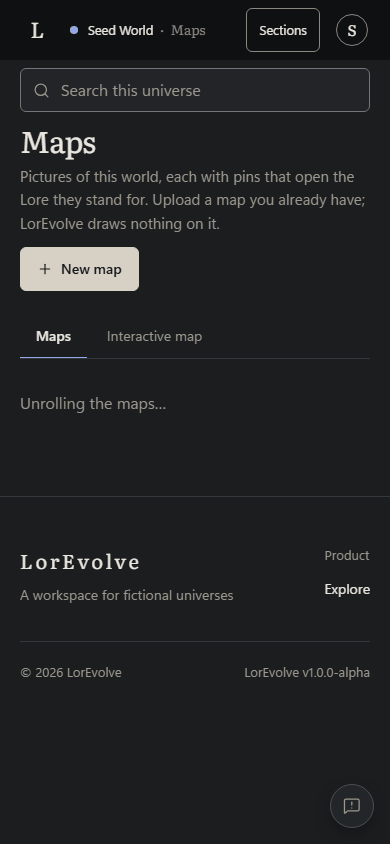 L
Seed World · Maps
Sections
S
Search this universe
Maps
Pictures of this world, each with pins that open the
Lore they stand for. Upload a map you already have;
LorEvolve draws nothing on it.
+ New map
Maps
Interactive map
Unrolling the maps...
LorEvolve
A workspace for fictional universes
Product
Explore
© 2026 LorEvolve
LorEvolve v1.0.0-alpha